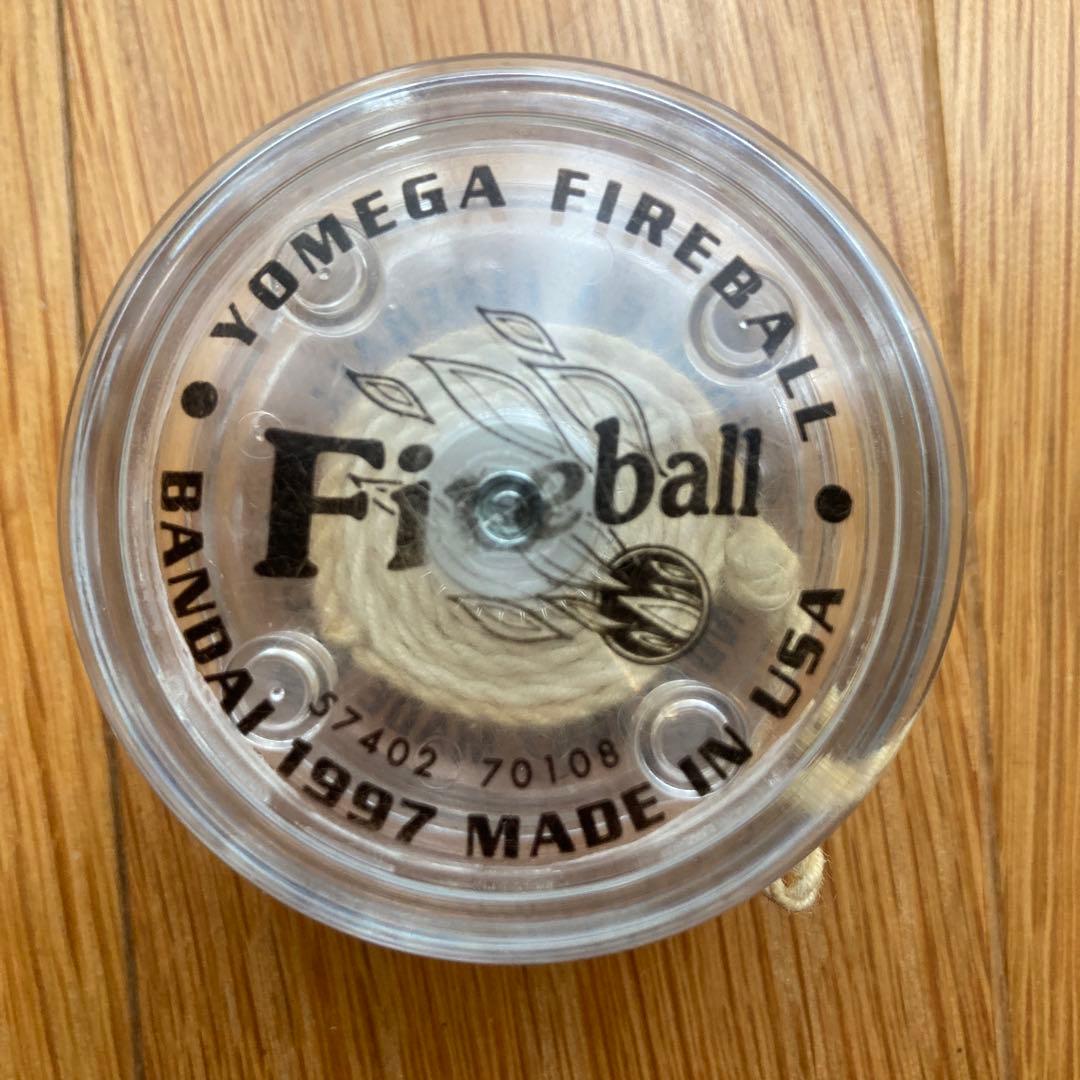 YOMEGA FIREBALL
Fireball
57402 70108
BANDAI 1997 MADE IN USA